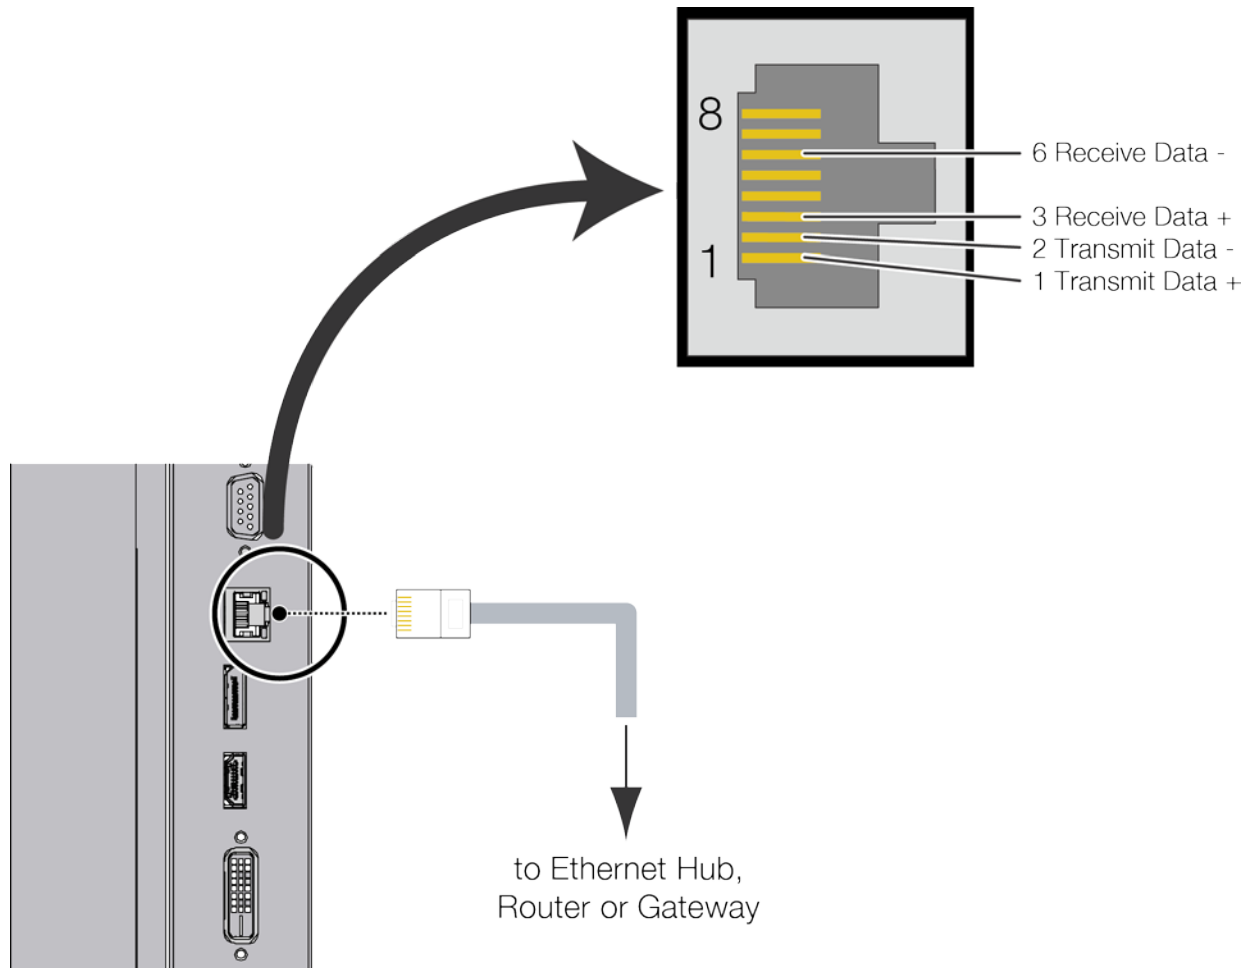 8
6 Receive Data -
3 Receive Data +
2 Transmit Data -
1
1 Transmit Data +
to Ethernet Hub,
Router or Gateway